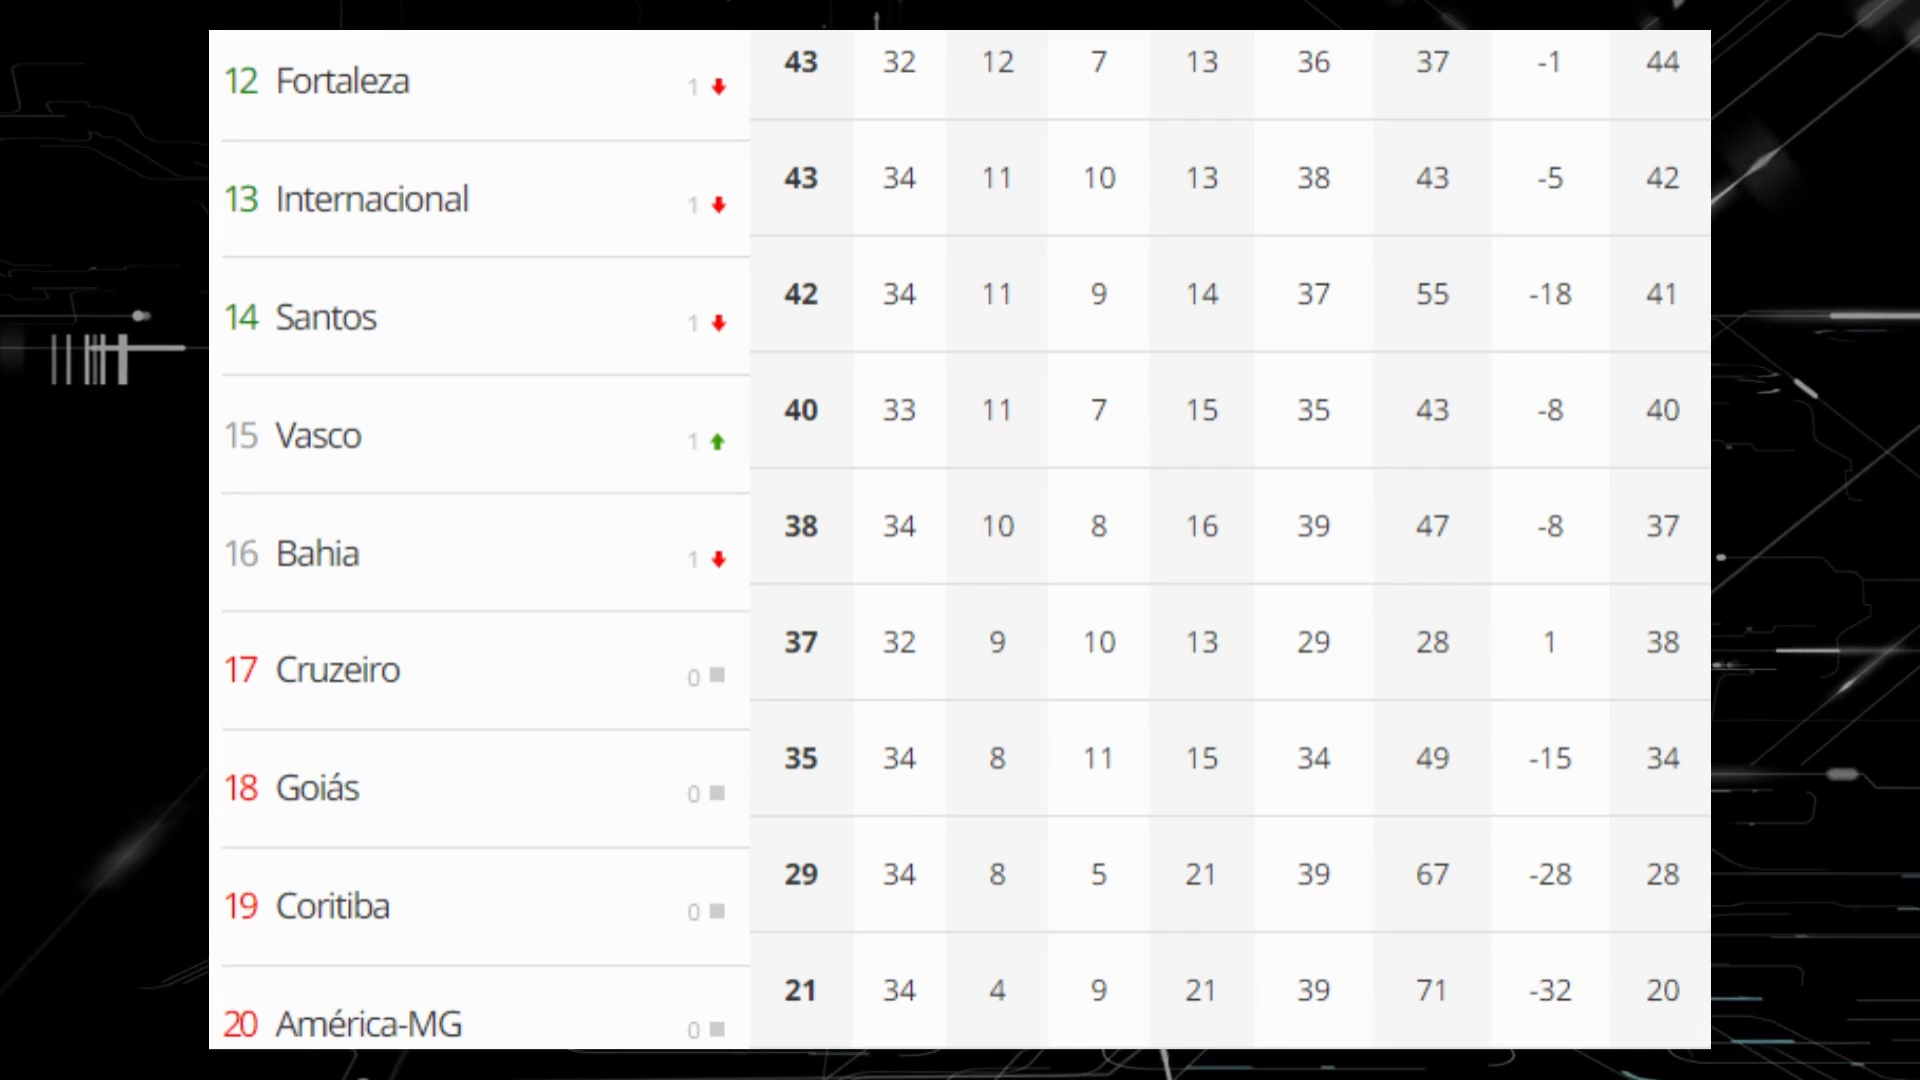 12 Fortaleza 1 43 32 12 7 13 36 37 -1 44
13 Internacional 1 43 34 11 10 13 38 43 -5 42
14 Santos 1 42 34 11 9 14 37 55 -18 41
15 Vasco 1 40 33 11 7 15 35 43 -8 40
16 Bahia 1 38 34 10 8 16 39 47 -8 37
17 Cruzeiro 0 37 32 9 10 13 29 28 1 38
18 Goiás 0 35 34 8 11 15 34 49 -15 34
19 Coritiba 0 29 34 8 5 21 39 67 -28 28
20 América-MG 0 21 34 4 9 21 39 71 -32 20